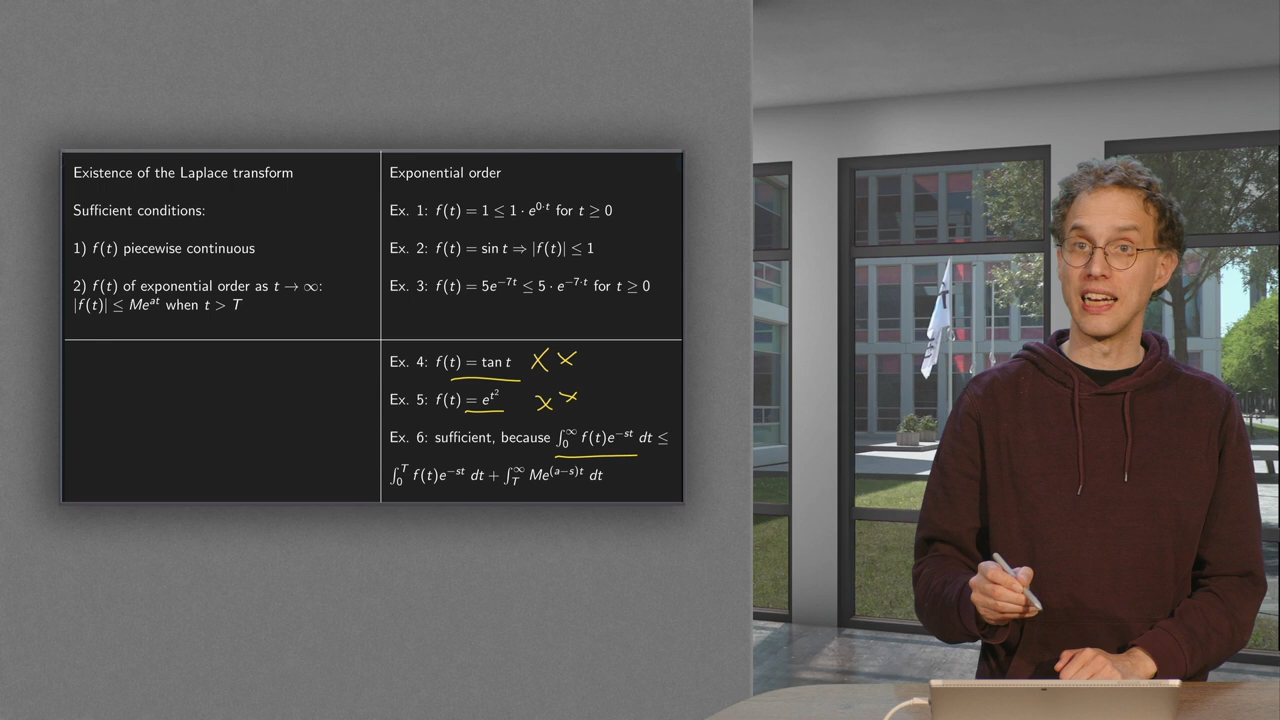 Existence of the Laplace transform
Sufficient conditions:
1) f(t) piecewise continuous
2) f(t) of exponential order as t → ∞:
|f(t)| ≤ Me^{at} when t > T
Exponential order
Ex. 1: f(t) = 1 ≤ 1 · e^{0·t} for t ≥ 0
Ex. 2: f(t) = sin t ⇒ |f(t)| ≤ 1
Ex. 3: f(t) = 5e^{−7t} ≤ 5 · e^{−7·t} for t ≥ 0
Ex. 4: f(t) = tan t X X
Ex. 5: f(t) = e^{t^2} X X
Ex. 6: sufficient, because ∫_0^∞ f(t)e^{−st} dt ≤
∫_0^T f(t)e^{−st} dt + ∫_T^∞ Me^{(a−s)t} dt